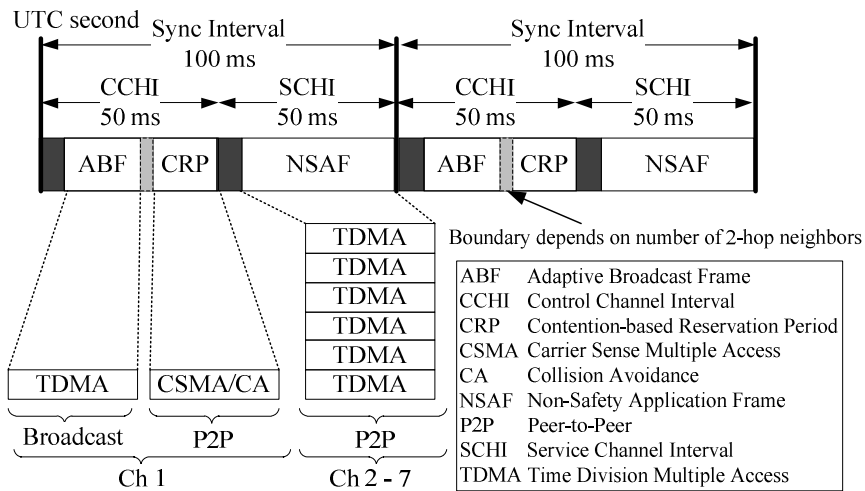 UTC second
Sync Interval
100 ms
Sync Interval
100 ms
CCHI
50 ms
SCHI
50 ms
CCHI
50 ms
SCHI
50 ms
ABF
CRP
NSAF
ABF
CRP
NSAF
Boundary depends on number of 2-hop neighbors
TDMA
TDMA
TDMA
TDMA
TDMA
TDMA
TDMA
CSMA/CA
Broadcast
P2P
P2P
Ch 1
Ch 2 - 7
ABF Adaptive Broadcast Frame
CCHI Control Channel Interval
CRP Contention-based Reservation Period
CSMA Carrier Sense Multiple Access
CA Collision Avoidance
NSAF Non-Safety Application Frame
P2P Peer-to-Peer
SCHI Service Channel Interval
TDMA Time Division Multiple Access